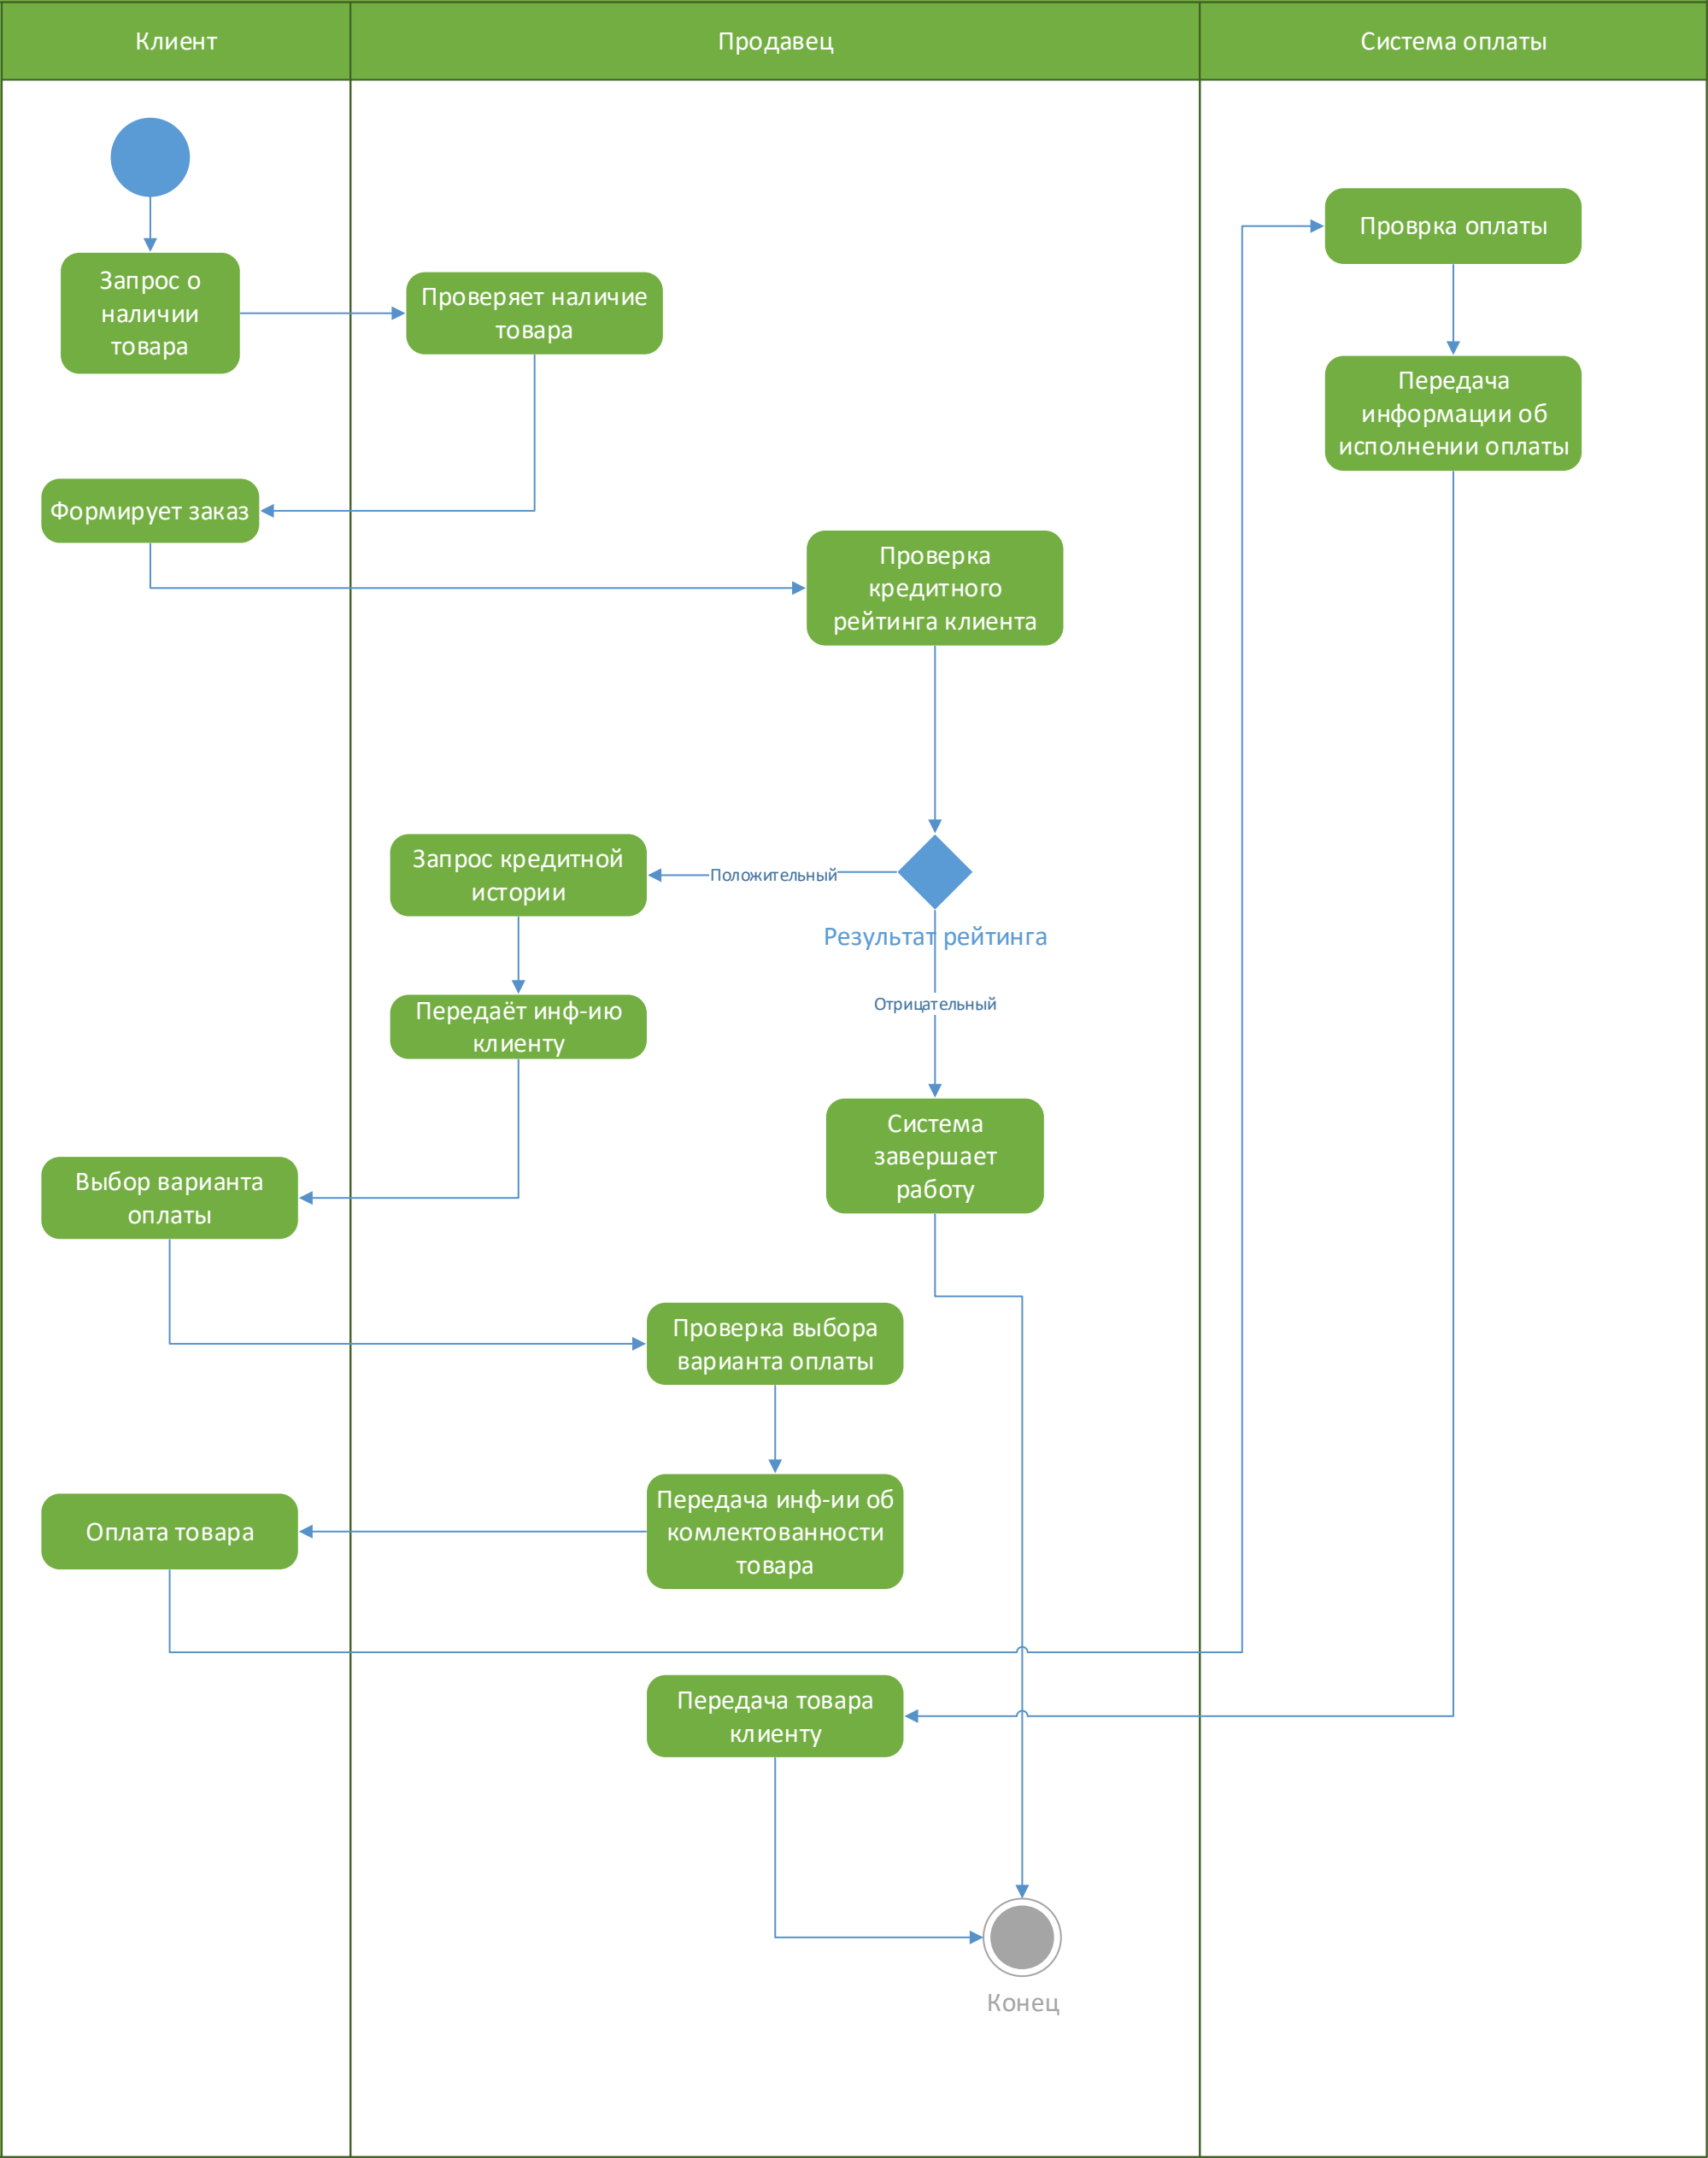 Клиент
Продавец
Система оплаты
Проврка оплаты
Запрос о
наличии
товара
Проверяет наличие
товара
Передача
информации об
исполнении оплаты
Формирует заказ
Проверка
кредитного
рейтинга клиента
Запрос кредитной
истории
Положительный
Результат рейтинга
Отрицательный
Передаёт инф-ию
клиенту
Система
завершает
работу
Выбор варианта
оплаты
Проверка выбора
варианта оплаты
Передача инф-ии об
комлектованности
товара
Оплата товара
Передача товара
клиенту
Конец